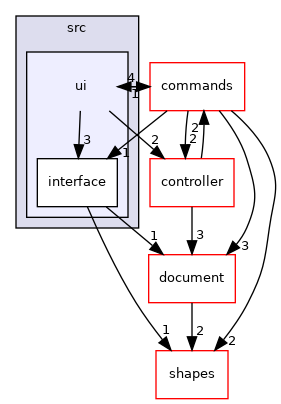 src
ui
4
1
commands
3
2
2
2
1
interface
controller
1
3
3
document
1
2
2
shapes